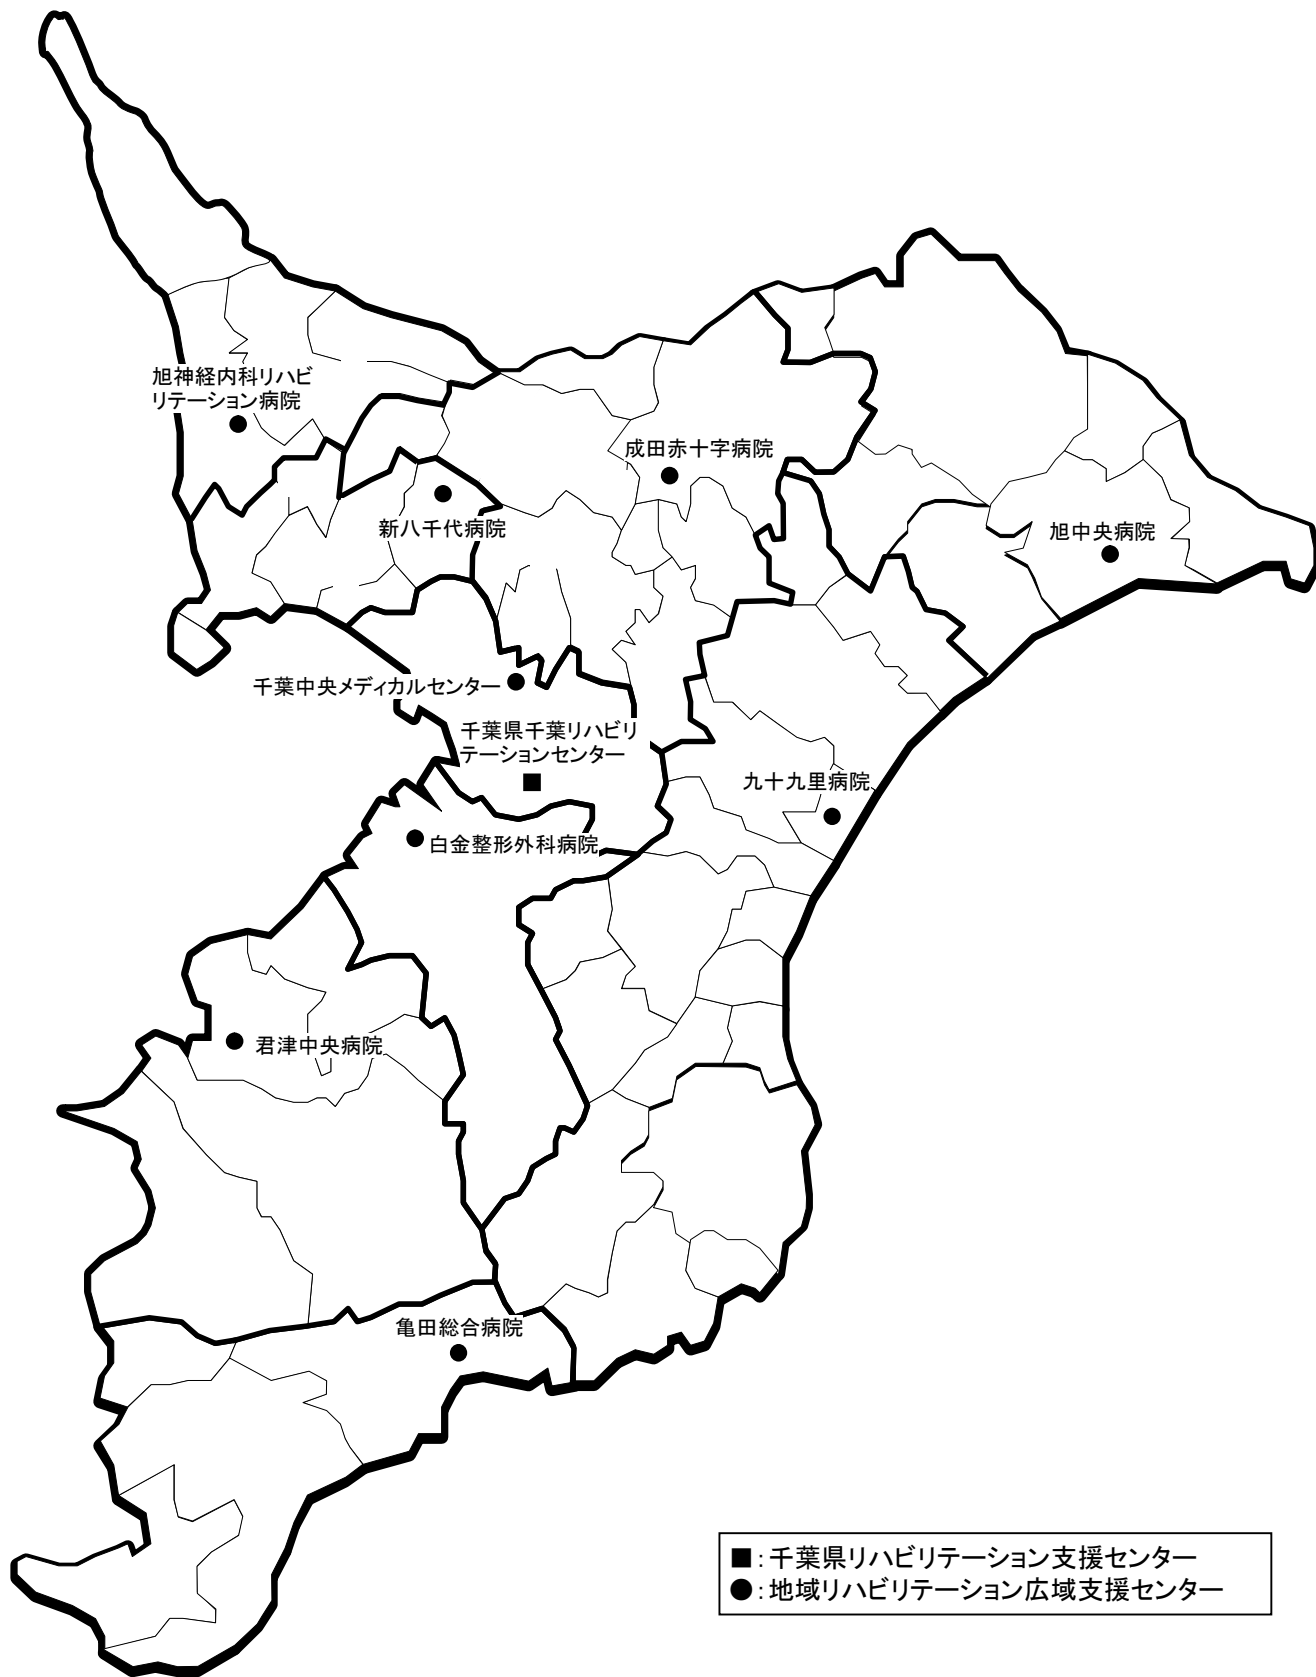 旭神経内科リハビ
リテーション病院
成田赤十字病院
新八千代病院
旭中央病院
千葉中央メディカルセンター
千葉県千葉リハビリ
テーションセンター
九十九里病院
白金整形外科病院
君津中央病院
亀田総合病院
■：千葉県リハビリテーション支援センター
●：地域リハビリテーション広域支援センター